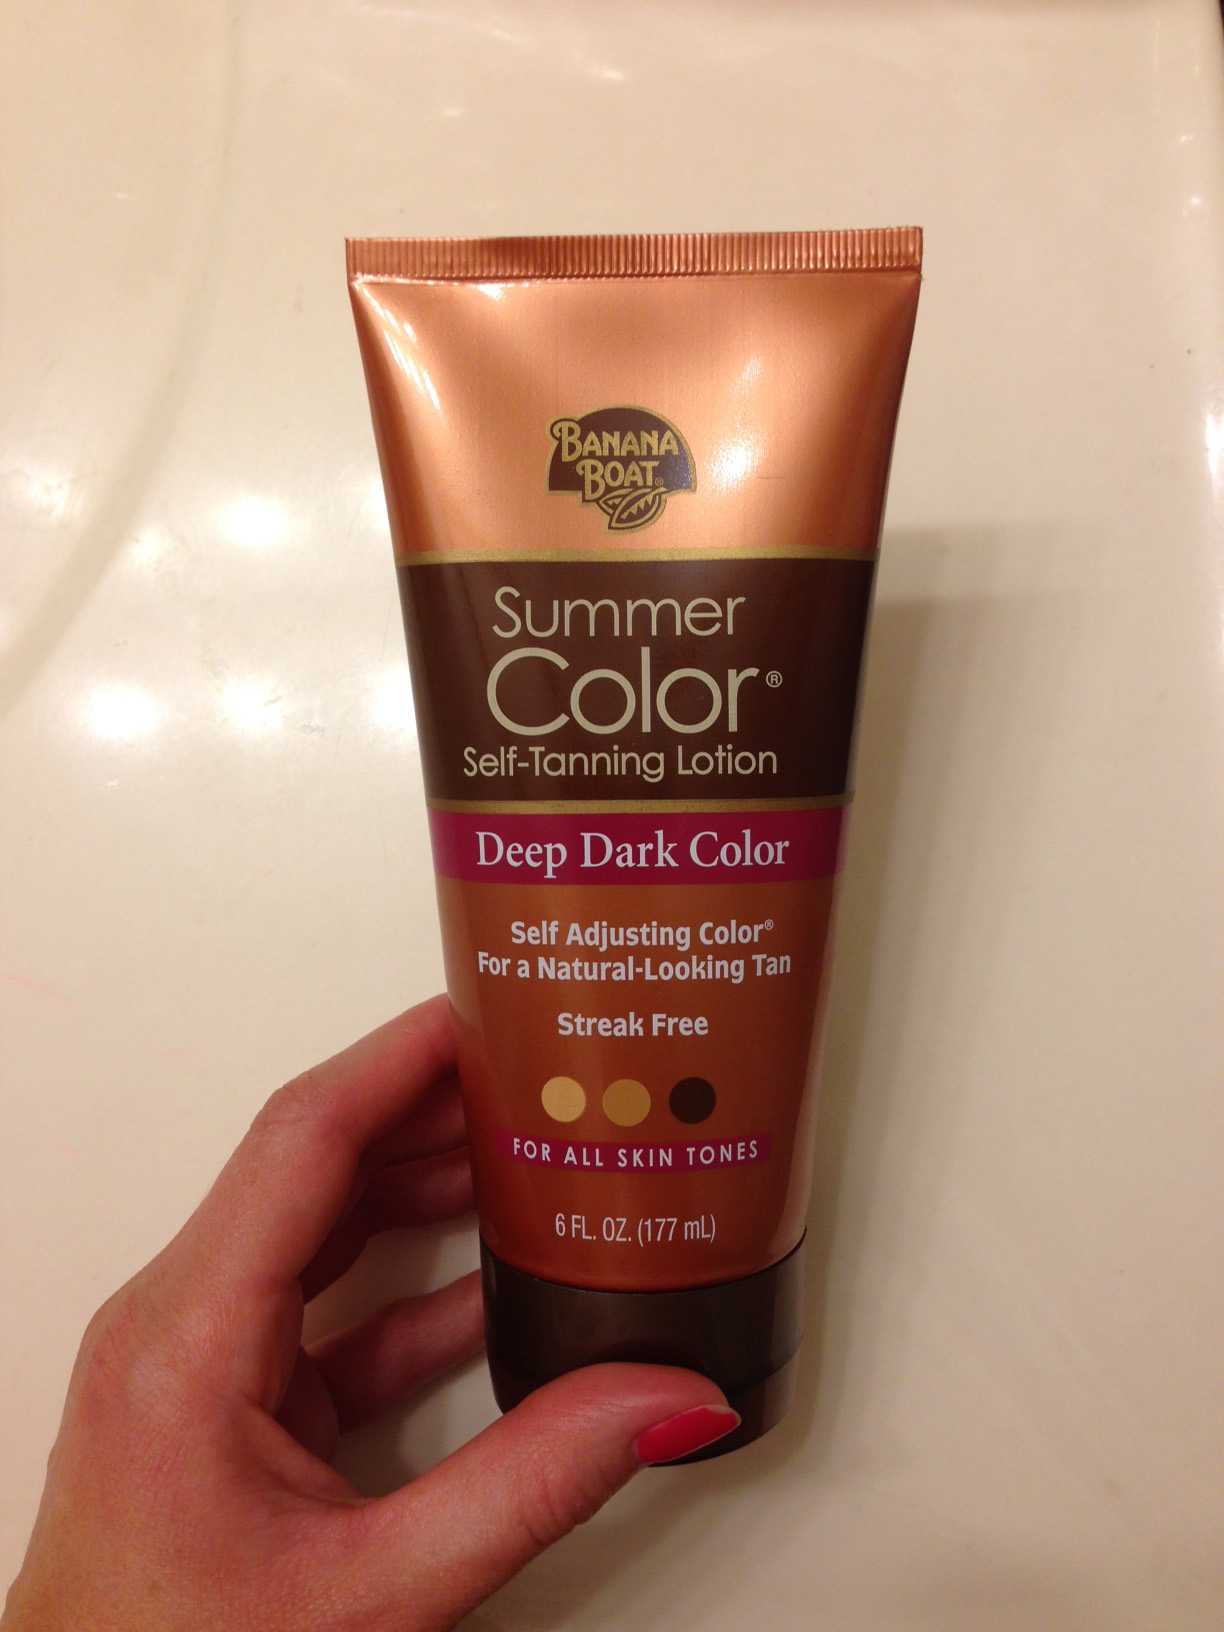 BANANA
BOAT®
Summer
Color®
Self-Tanning Lotion
Deep Dark Color
Self Adjusting Color®
For a Natural-Looking Tan
Streak Free
FOR ALL SKIN TONES
6 FL. OZ. (177 mL)